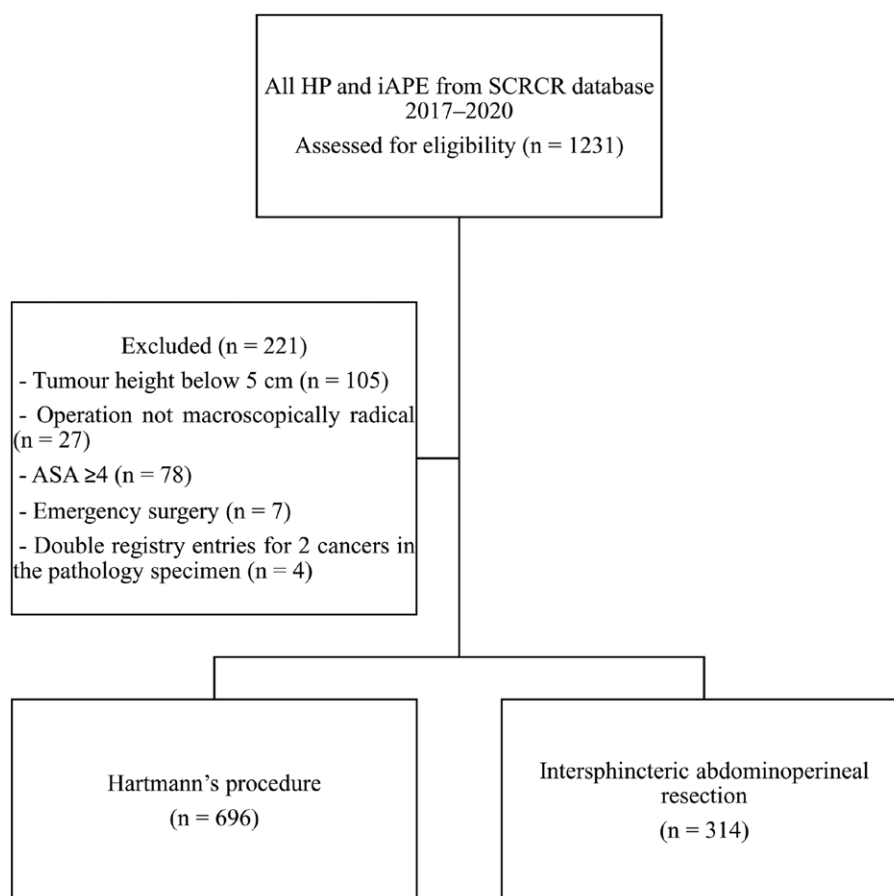 All HP and iAPE from SCRCR database
2017–2020
Assessed for eligibility (n = 1231)
Excluded (n = 221)
- Tumour height below 5 cm (n = 105)
- Operation not macroscopically radical
(n = 27)
- ASA ≥4 (n = 78)
- Emergency surgery (n = 7)
- Double registry entries for 2 cancers in
the pathology specimen (n = 4)
Hartmann’s procedure
(n = 696)
Intersphincteric abdominoperineal
resection
(n = 314)